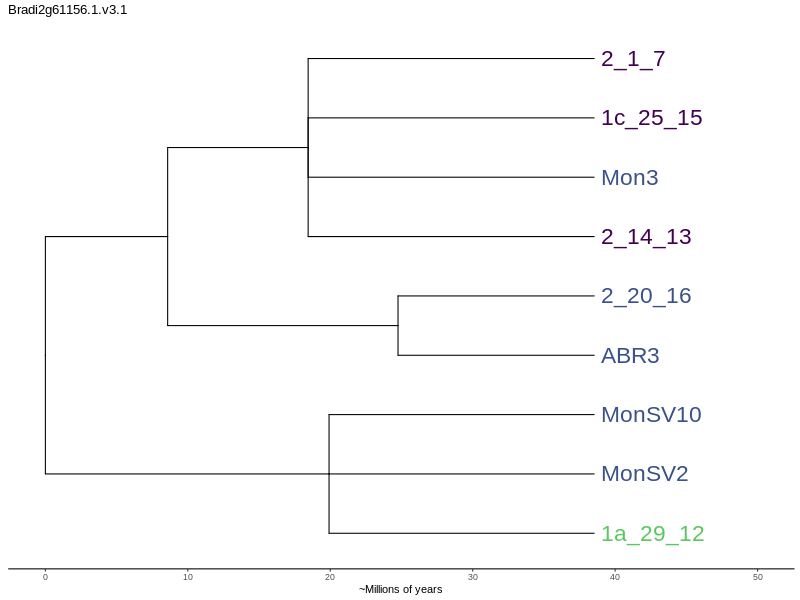 Bradi2g61156.1.v3.1
2_1_7
1c_25_15
Mon3
2_14_13
2_20_16
ABR3
MonSV10
MonSV2
1a_29_12
0 10 20 30 40 50
~Millions of years